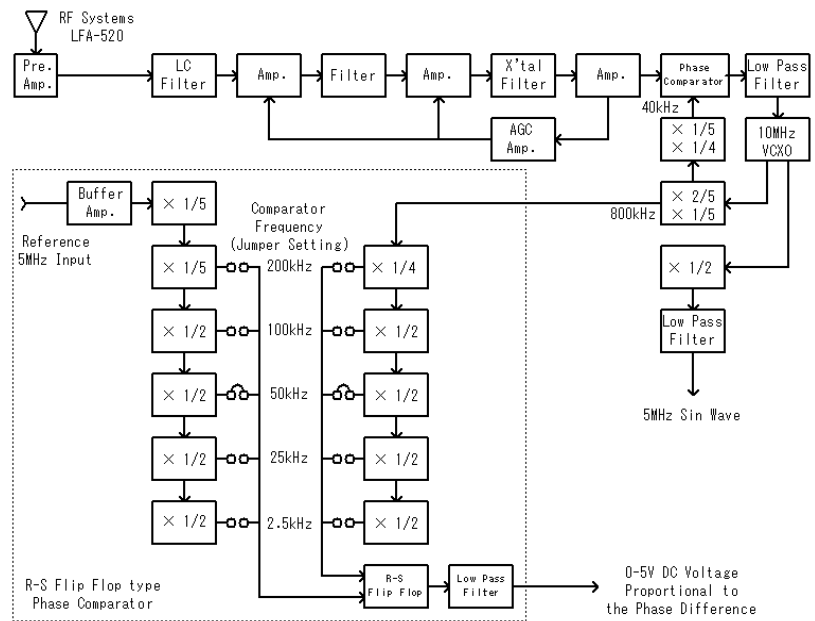 RF Systems
LFA-520
Pre.
Amp.
LC
Filter
Amp.
Filter
Amp.
X'tal
Filter
Amp.
Phase
Comparator
Low Pass
Filter
40kHz
AGC
Amp.
× 1/5
× 1/4
10MHz
VCXO
Buffer
Amp.
× 1/5
× 2/5
× 1/5
800kHz
Reference
5MHz Input
Comparator
Frequency
(Jumper Setting)
× 1/5
200kHz
× 1/4
× 1/2
× 1/2
100kHz
× 1/2
Low Pass
Filter
× 1/2
50kHz
× 1/2
5MHz Sin Wave
× 1/2
25kHz
× 1/2
× 1/2
2.5kHz
× 1/2
R-S Flip Flop type
Phase Comparator
R-S
Flip Flop
Low Pass
Filter
0-5V DC Voltage
Proportional to
the Phase Difference